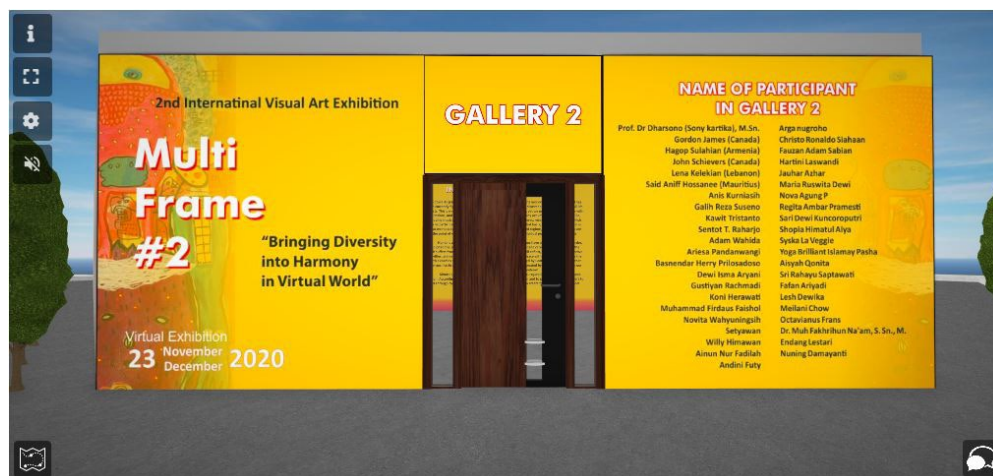 2nd Internatinal Visual Art Exhibition
Multi
Frame
#2
“Bringing Diversity
into Harmony
in Virtual World”
Virtual Exhibition
23 November
December 2020
GALLERY 2
NAME OF PARTICIPANT
IN GALLERY 2
Prof. Dr Dharsono (Sony kartika), M.Sn.
Gordon James (Canada)
Hagop Sulahian (Armenia)
John Schievers (Canada)
Lena Kelekian (Lebanon)
Said Aniff Hossanee (Mauritius)
Anis Kurniasih
Galih Reza Suseno
Kawit Tristanto
Sentot T. Raharjo
Adam Wahida
Ariesa Pandanwangi
Basnendar Herry Prilosadoso
Dewi Isma Aryani
Gustiyan Rachmadi
Koni Herawati
Muhammad Firdaus Faishol
Novita Wahyuningsih
Setyawan
Willy Himawan
Ainun Nur Fadilah
Andini Futy
Arga nugroho
Christo Ronaldo Siahaan
Fauzan Adam Sabian
Hartini Laswandi
Jauhar Azhar
Maria Ruswita Dewi
Nova Agung P
Regita Ambar Pramesti
Sari Dewi Kuncoroputri
Shopia Himatul Alya
Syska La Veggie
Yoga Brilliant Islamay Pasha
Aisyah Qonita
Sri Rahayu Saptawati
Fafan Ariyadi
Lesh Dewika
Meilani Chow
Octavianus Frans
Dr. Muh Fakhrihun Na'am, S. Sn., M.
Endang Lestari
Nuning Damayanti